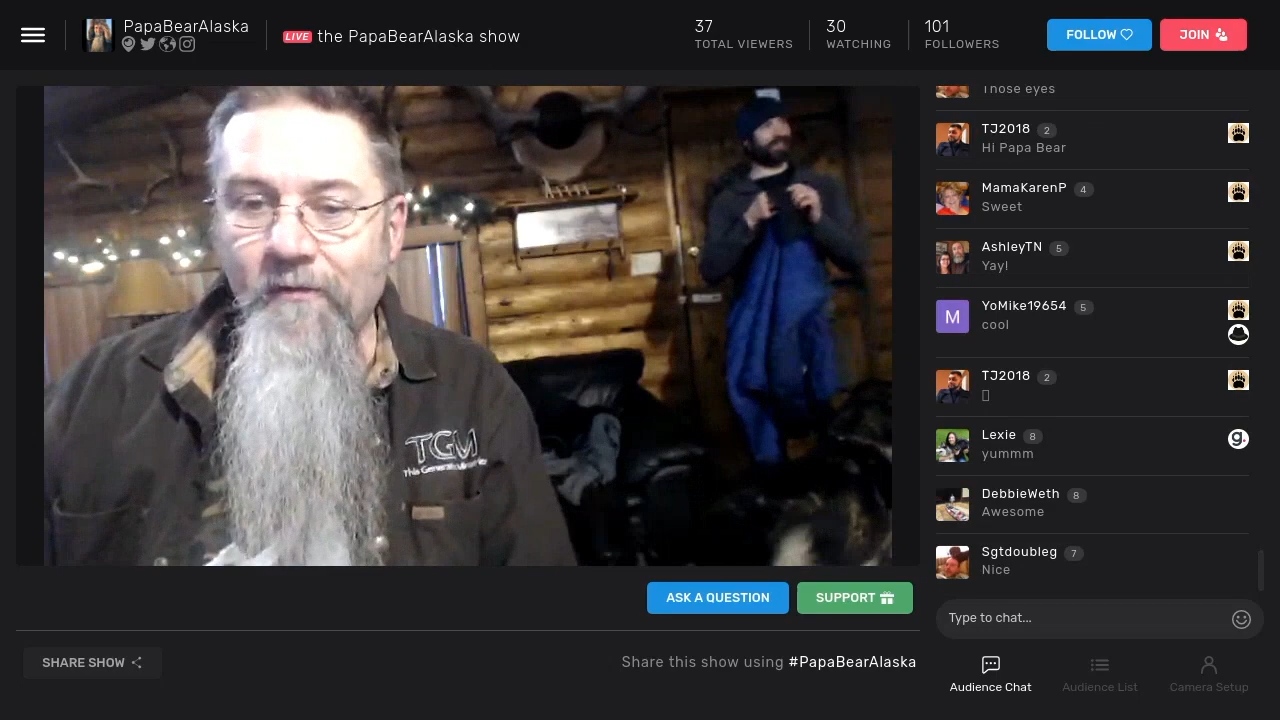 PapaBearAlaska
LIVE the PapaBearAlaska show
37
TOTAL VIEWERS
30
WATCHING
101
FOLLOWERS
FOLLOW
JOIN
Those eyes
TJ2018 2
Hi Papa Bear
MamaKarenP 4
Sweet
AshleyTN 5
Yay!
M
YoMike19654 5
cool
TJ2018 2
Lexie 8
g.
yummm
DebbieWeth 8
Awesome
Sgtdoubleg 7
Nice
TGM
This General
ASK A QUESTION
SUPPORT
Type to chat...
SHARE SHOW
Share this show using #PapaBearAlaska
Audience Chat
Audience List
Camera Setup